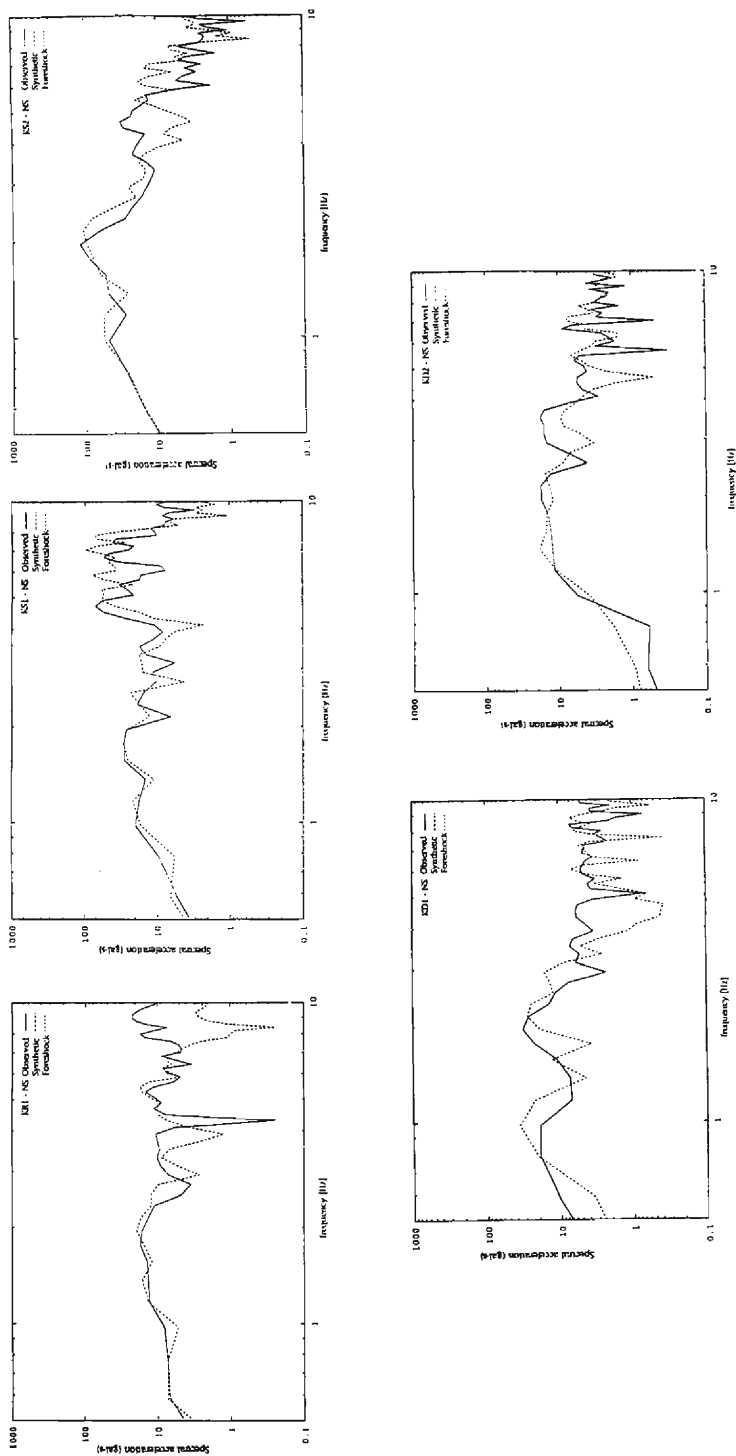 KR1 - NS Observed
Synthetic
Foreshock
1000
100
10
1
0.1
1
10
Spectral acceleration (gal·s)
frequency [Hz]
KS1 - NS Observed
Synthetic
Foreshock
1000
100
10
1
0.1
1
10
Spectral acceleration (gal·s)
frequency [Hz]
KS2 - NS Observed
Synthetic
Foreshock
1000
100
10
1
0.1
1
10
Spectral acceleration (gal·s)
frequency [Hz]
KD1 - NS Observed
Synthetic
Foreshock
1000
100
10
1
0.1
1
10
Spectral acceleration (gal·s)
frequency [Hz]
KD2 - NS Observed
Synthetic
Foreshock
1000
100
10
1
0.1
1
10
Spectral acceleration (gal·s)
frequency [Hz]